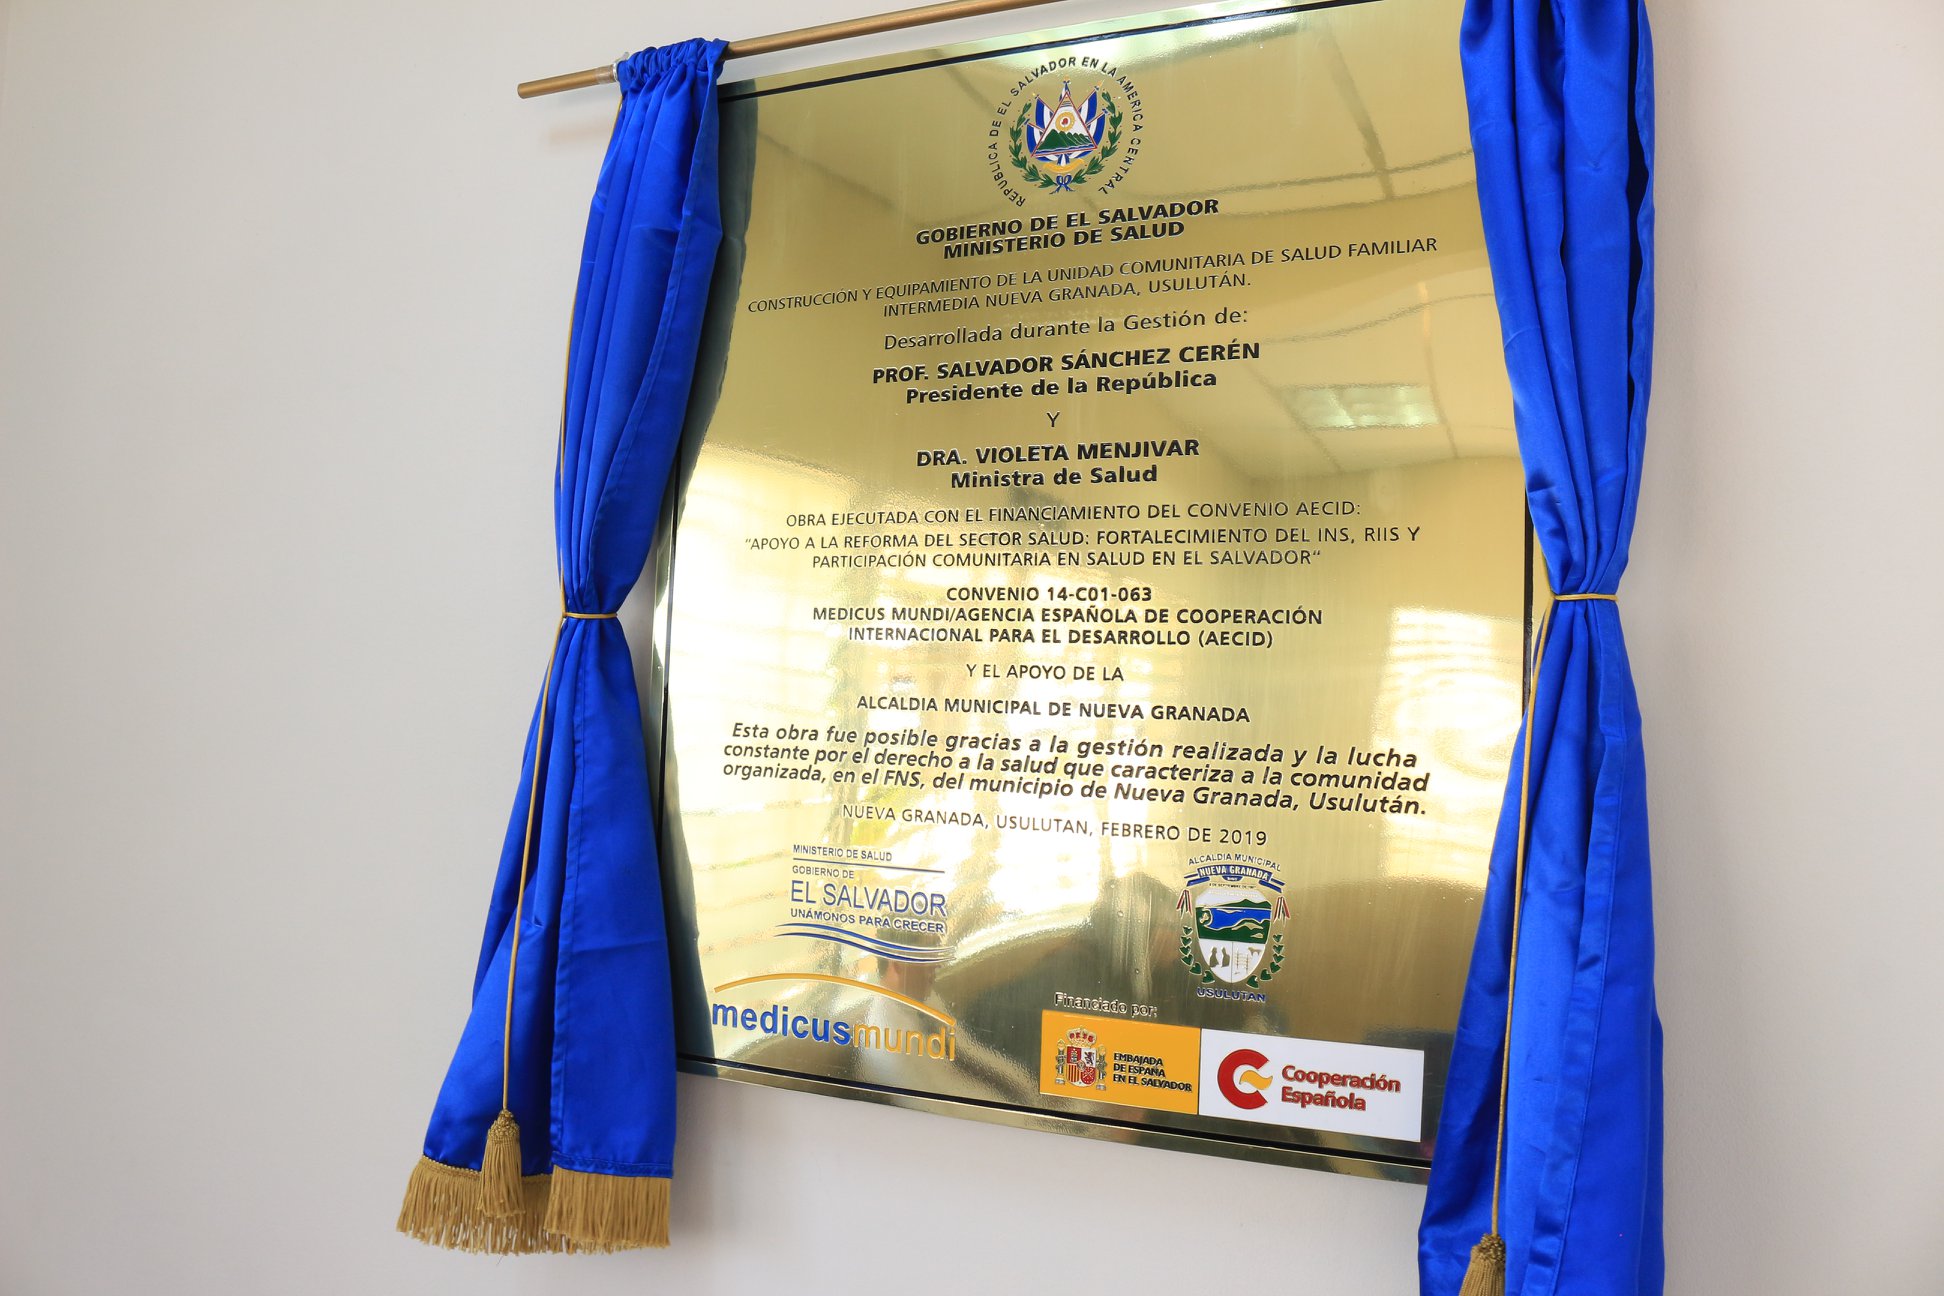 REPÚBLICA DE EL SALVADOR EN LA AMÉRICA CENTRAL
GOBIERNO DE EL SALVADOR
MINISTERIO DE SALUD
CONSTRUCCIÓN Y EQUIPAMIENTO DE LA UNIDAD COMUNITARIA DE SALUD FAMILIAR
INTERMEDIA NUEVA GRANADA, USULUTÁN.
Desarrollada durante la Gestión de:
PROF. SALVADOR SÁNCHEZ CERÉN
Presidente de la República
Y
DRA. VIOLETA MENJIVAR
Ministra de Salud
OBRA EJECUTADA CON EL FINANCIAMIENTO DEL CONVENIO AECID:
“APOYO A LA REFORMA DEL SECTOR SALUD: FORTALECIMIENTO DEL INS, RIIS Y
PARTICIPACIÓN COMUNITARIA EN SALUD EN EL SALVADOR“
CONVENIO 14-C01-063
MEDICUS MUNDI/AGENCIA ESPAÑOLA DE COOPERACIÓN
INTERNACIONAL PARA EL DESARROLLO (AECID)
Y EL APOYO DE LA
ALCALDIA MUNICIPAL DE NUEVA GRANADA
Esta obra fue posible gracias a la gestión realizada y la lucha
constante por el derecho a la salud que caracteriza a la comunidad
organizada, en el FNS, del municipio de Nueva Granada, Usulután.
NUEVA GRANADA, USULUTAN, FEBRERO DE 2019
MINISTERIO DE SALUD
GOBIERNO DE
EL SALVADOR
UNÁMONOS PARA CRECER
ALCALDIA MUNICIPAL
NUEVA GRANADA
USULUTAN
medicusmundi
Financiado por:
EMBAJADA
DE ESPAÑA
EN EL SALVADOR
Cooperación
Española